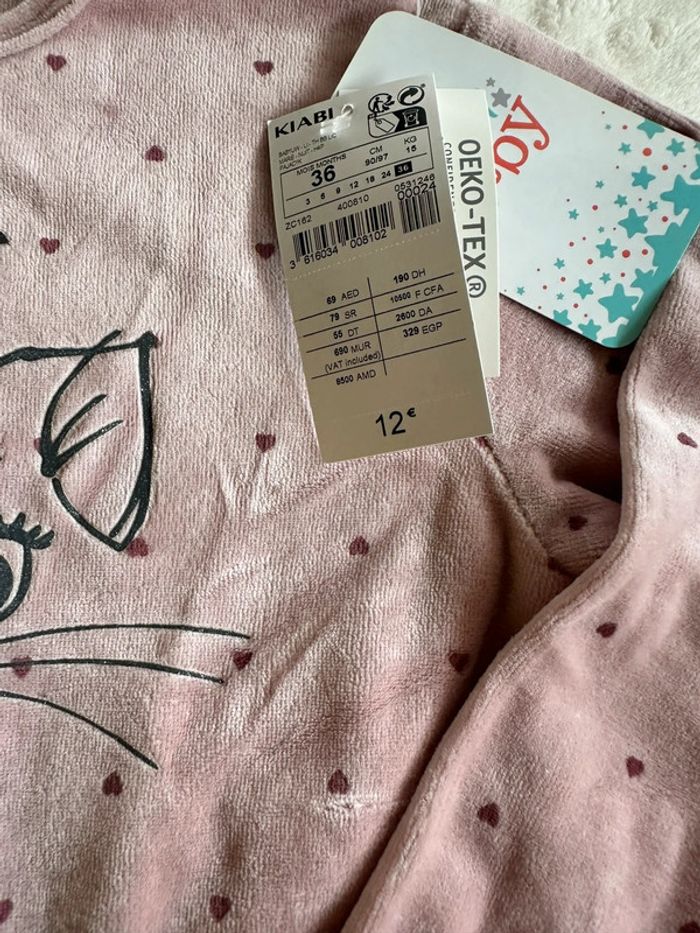 KIABI
MOIS MONTHS
36
CM
90/97
KG
15
3 6 9 12 18 24 36
0531246
00024
ZC162
400810
3 616034 008102
69 AED
79 SR
55 DT
690 MUR
(VAT included)
8500 AMD
190 DH
10500 F CFA
2600 DA
329 EGP
12€
OEKO-TEX®